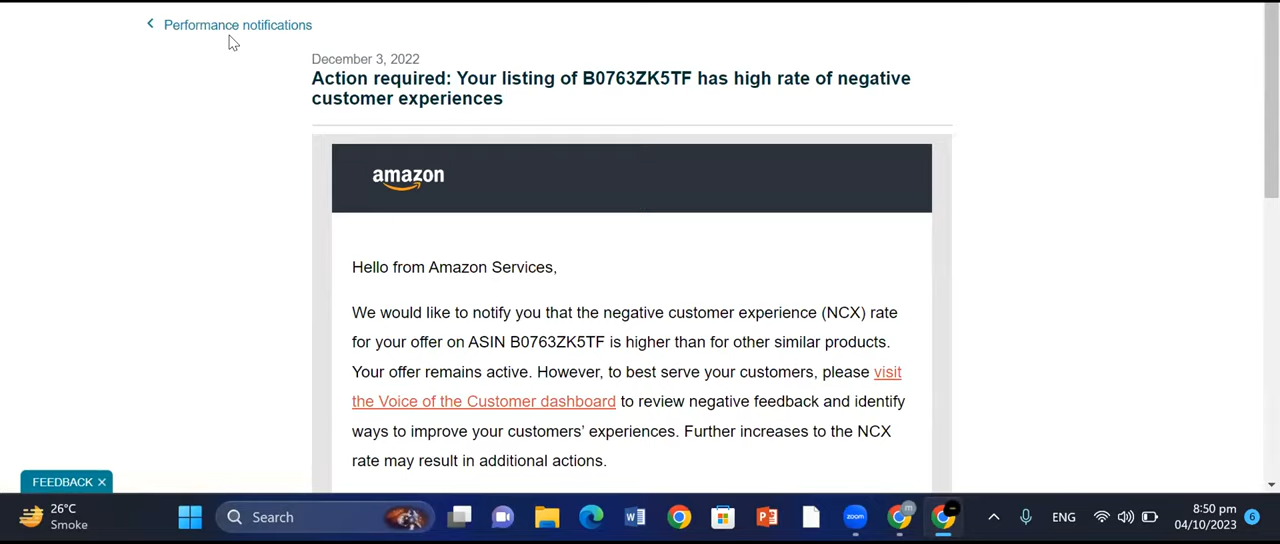 Performance notifications
December 3, 2022
Action required: Your listing of B0763ZK5TF has high rate of negative
customer experiences
amazon
Hello from Amazon Services,
We would like to notify you that the negative customer experience (NCX) rate
for your offer on ASIN B0763ZK5TF is higher than for other similar products.
Your offer remains active. However, to best serve your customers, please visit
the Voice of the Customer dashboard to review negative feedback and identify
ways to improve your customers’ experiences. Further increases to the NCX
rate may result in additional actions.
FEEDBACK ×
26°C
Smoke
Search
zoom
m
ENG
8:50 pm
04/10/2023
6